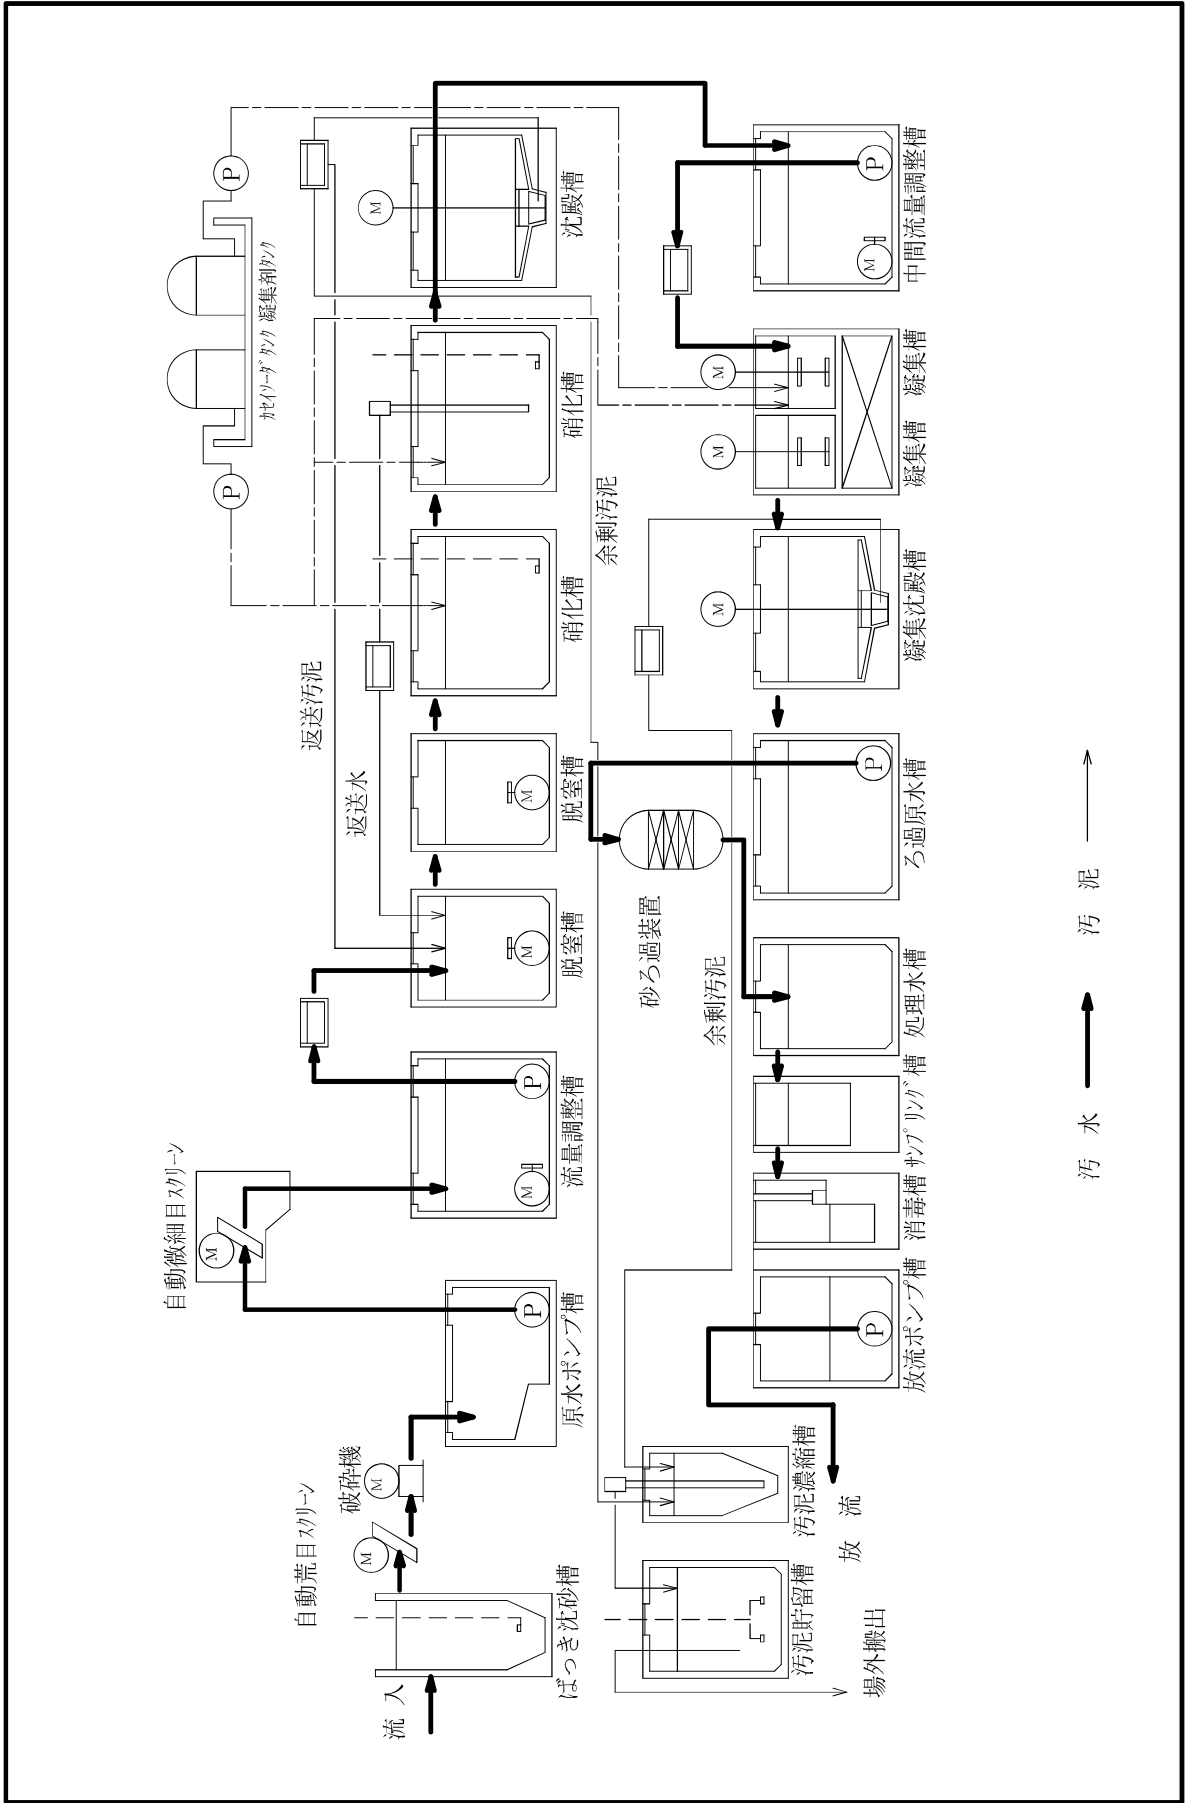 流入
ばっき沈砂槽
自動荒目スクリーン
M
破砕機
M
原水ポンプ槽
P
自動微細目スクリーン
M
流量調整槽
M
P
脱窒槽
M
脱窒槽
M
返送水
返送汚泥
硝化槽
硝化槽
沈殿槽
M
カセイソーダタンク
凝集剤タンク
P
P
中間流量調整槽
M
P
凝集槽
M
凝集槽
M
凝集沈殿槽
M
余剰汚泥
ろ過原水槽
P
砂ろ過装置
余剰汚泥
処理水槽
サンプリング槽
消毒槽
放流ポンプ槽
P
放流
汚泥濃縮槽
汚泥貯留槽
場外搬出
汚水
汚泥